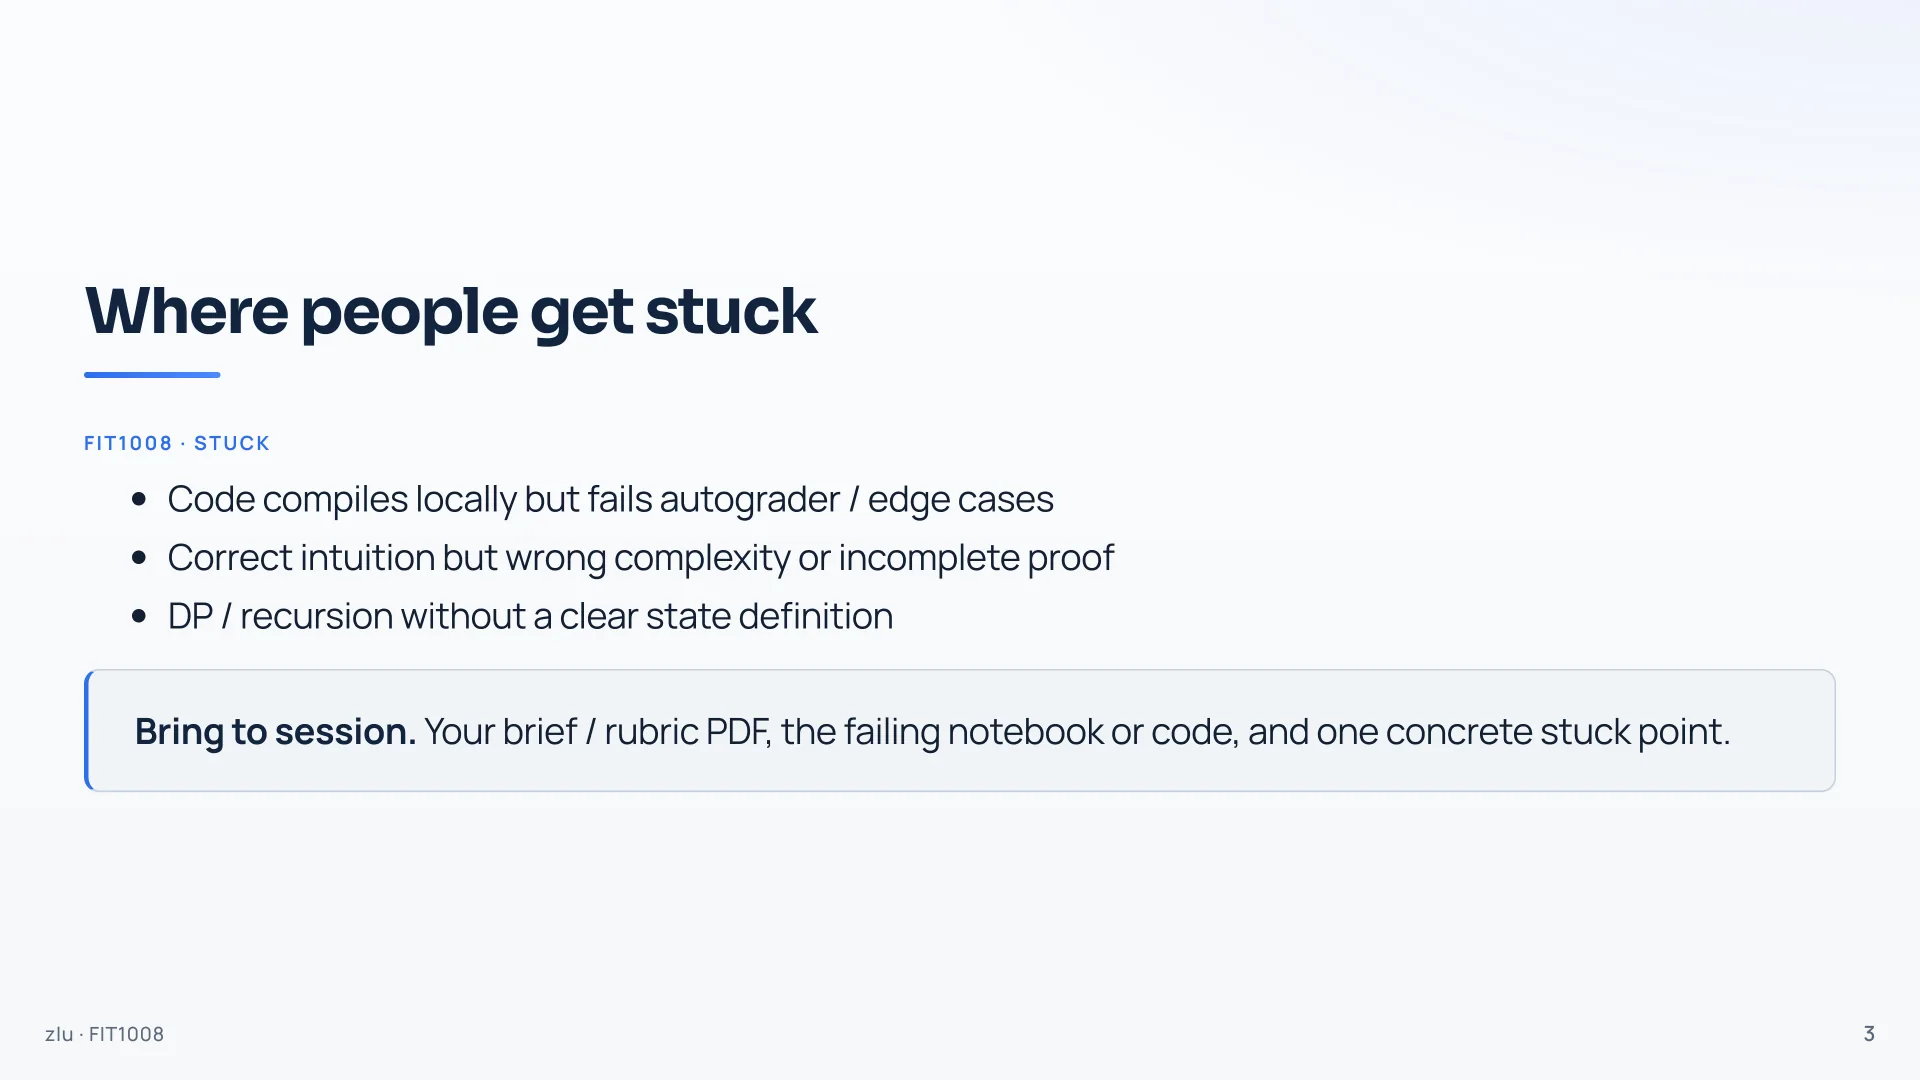 Where people get stuck
FIT1008 · STUCK
• Code compiles locally but fails autograder / edge cases
• Correct intuition but wrong complexity or incomplete proof
• DP / recursion without a clear state definition
Bring to session. Your brief / rubric PDF, the failing notebook or code, and one concrete stuck point.
zlu · FIT1008
3